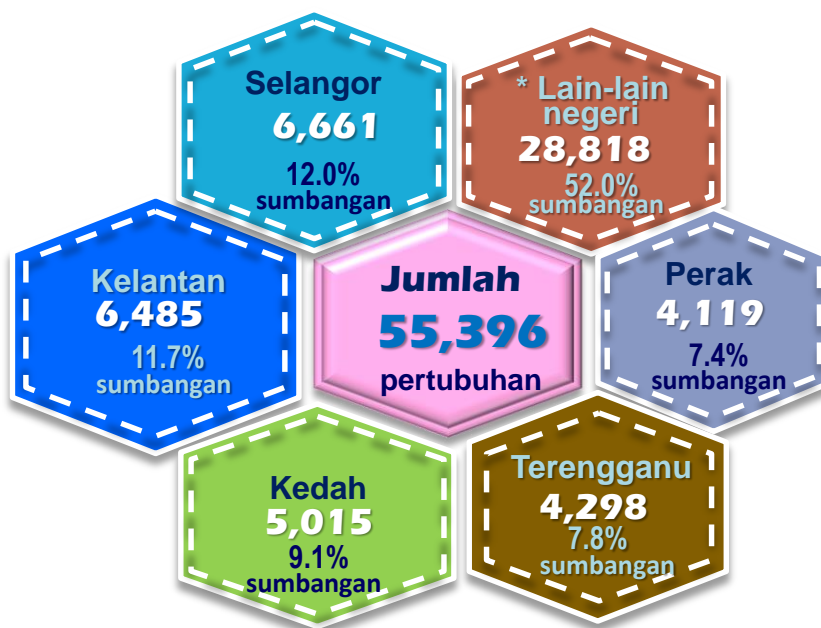 Selangor
6,661
12.0%
sumbangan
* Lain-lain
negeri
28,818
52.0%
sumbangan
Kelantan
6,485
11.7%
sumbangan
Jumlah
55,396
pertubuhan
Perak
4,119
7.4%
sumbangan
Kedah
5,015
9.1%
sumbangan
Terengganu
4,298
7.8%
sumbangan